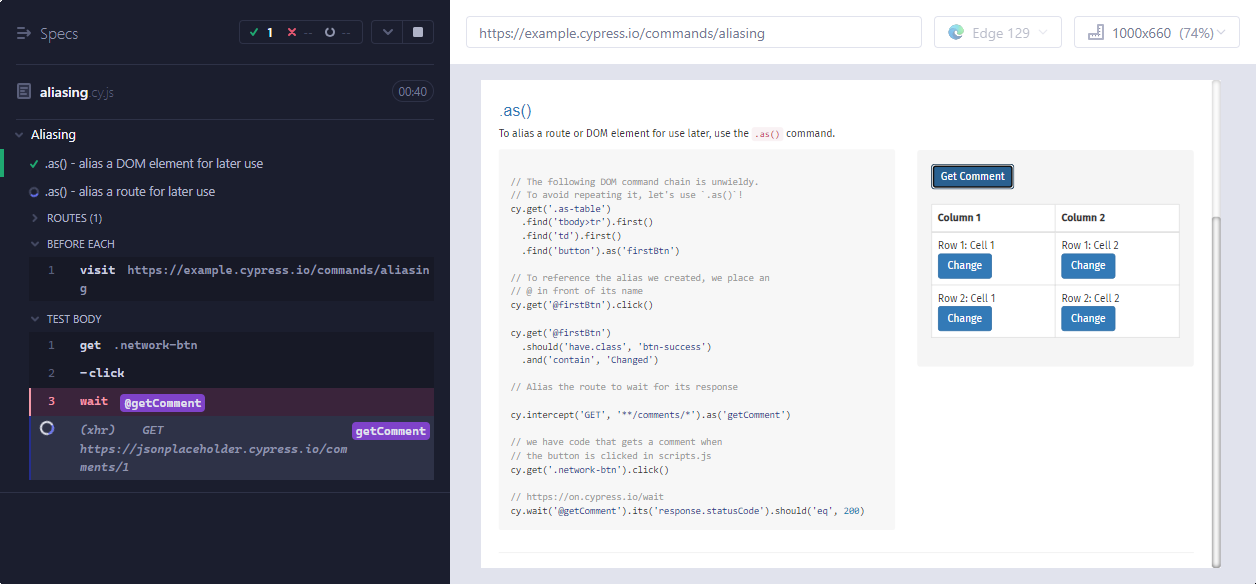 Specs
1 -- --
aliasing.cy.js 00:40
Aliasing
.as() - alias a DOM element for later use
.as() - alias a route for later use
ROUTES (1)
BEFORE EACH
1 visit https://example.cypress.io/commands/aliasin
g
TEST BODY
1 get .network-btn
2 -click
3 wait @getComment
(xhr) GET getComment
https://jsonplaceholder.cypress.io/com
ments/1
https://example.cypress.io/commands/aliasing
Edge 129
1000x660 (74%)
.as()
To alias a route or DOM element for use later, use the .as() command.
// The following DOM command chain is unwieldy.
// To avoid repeating it, let's use `.as()`!
cy.get('.as-table')
.find('tbody>tr').first()
.find('td').first()
.find('button').as('firstBtn')
// To reference the alias we created, we place an
// @ in front of its name
cy.get('@firstBtn').click()
cy.get('@firstBtn')
.should('have.class', 'btn-success')
.and('contain', 'Changed')
// Alias the route to wait for its response
cy.intercept('GET', '**/comments/*').as('getComment')
// we have code that gets a comment when
// the button is clicked in scripts.js
cy.get('.network-btn').click()
// https://on.cypress.io/wait
cy.wait('@getComment').its('response.statusCode').should('eq', 200)
Get Comment
Column 1 Column 2
Row 1: Cell 1 Row 1: Cell 2
Change Change
Row 2: Cell 1 Row 2: Cell 2
Change Change